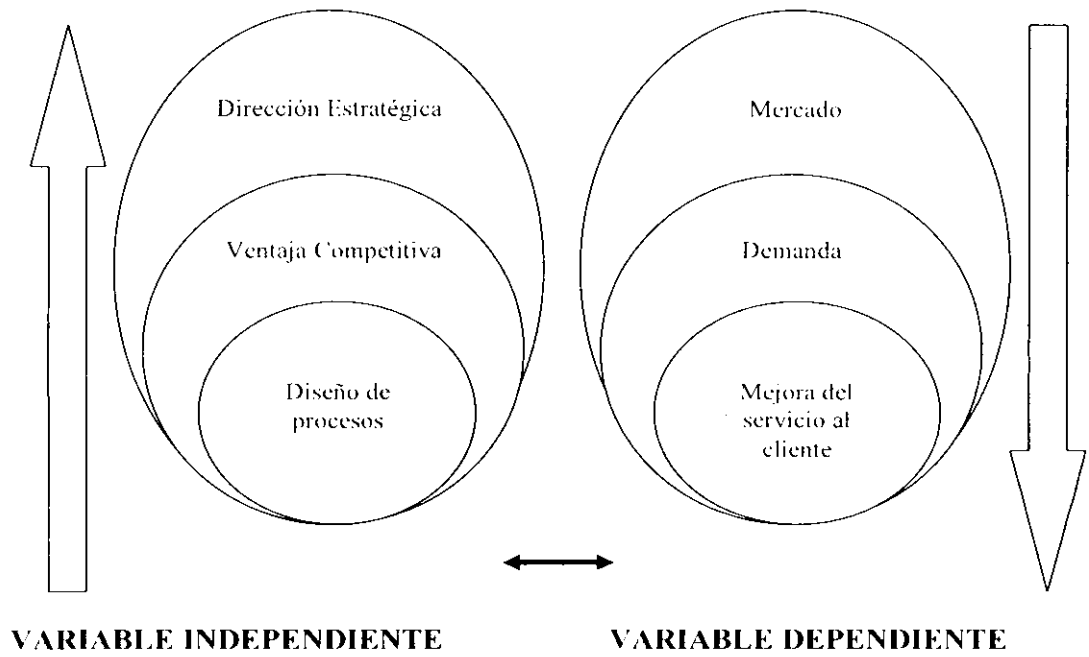 Dirección Estratégica
Ventaja Competitiva
Diseño de
procesos
Mercado
Demanda
Mejora del
servicio al
cliente
VARIABLE INDEPENDIENTE
VARIABLE DEPENDIENTE